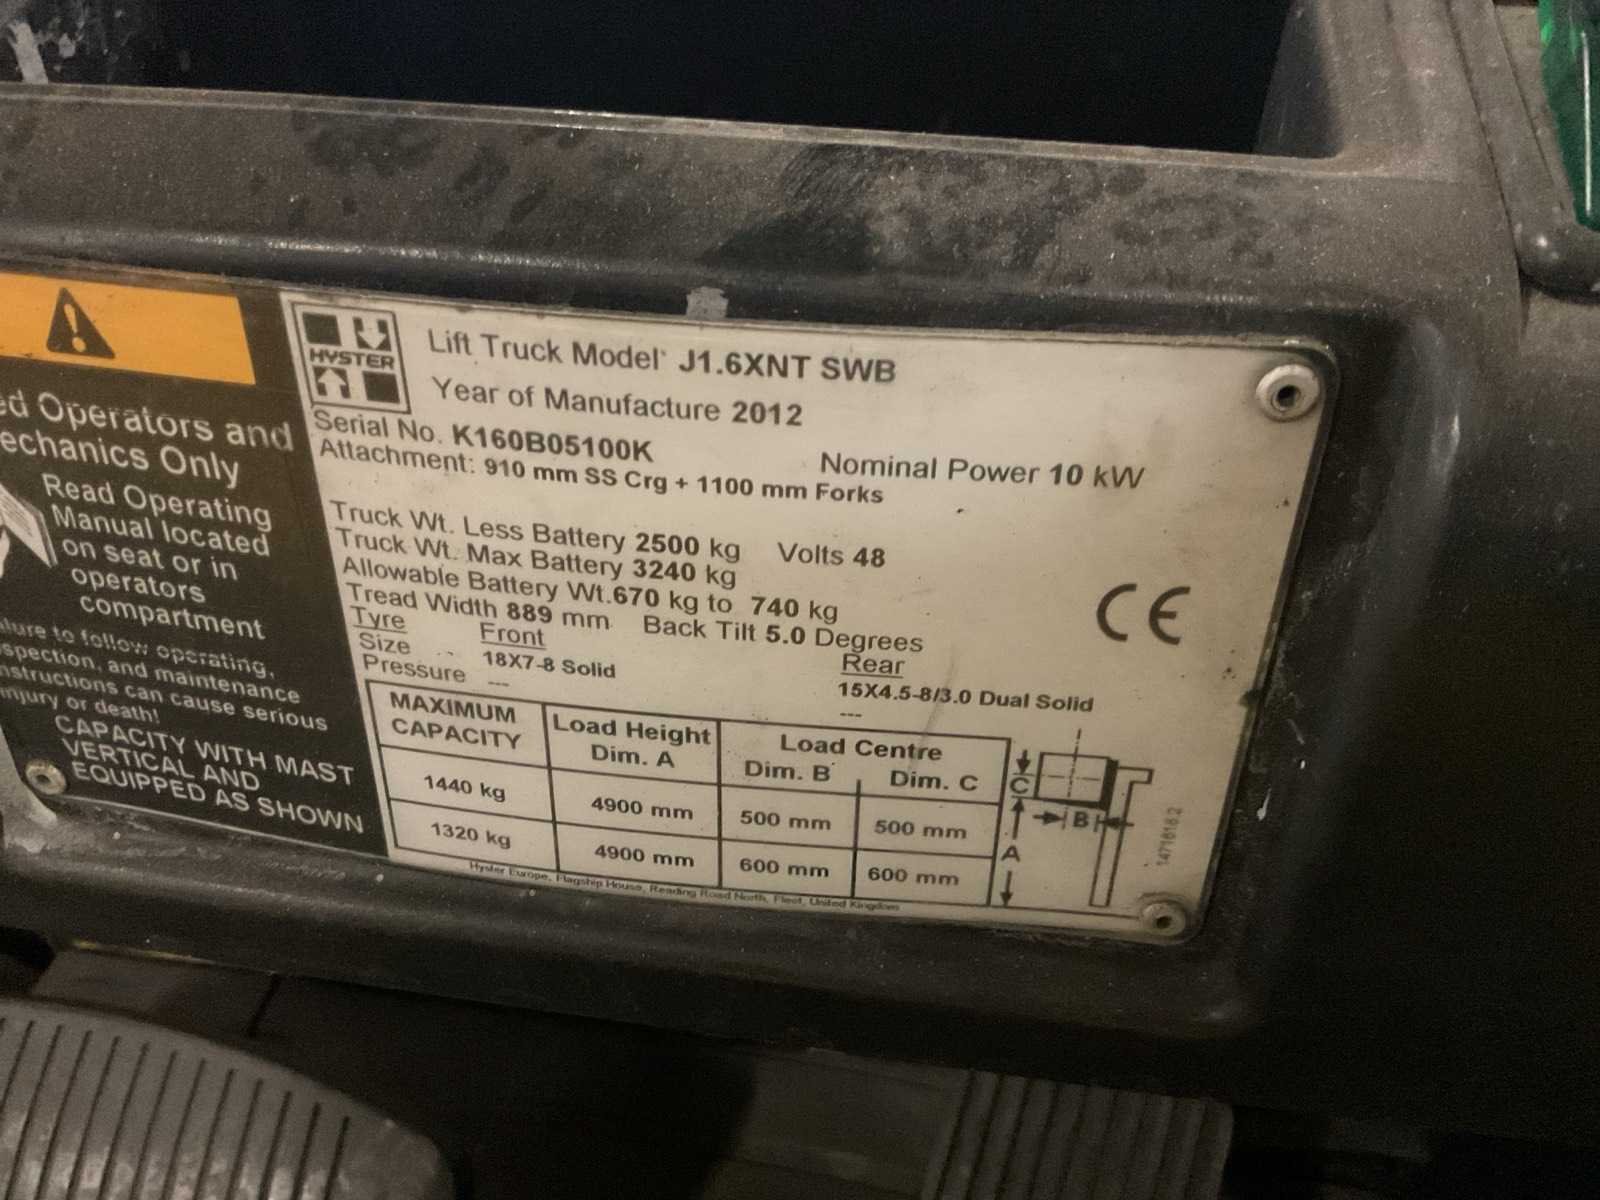 HYSTER
Lift Truck Model J1.6XNT SWB
Year of Manufacture 2012
Serial No. K160B05100K
Nominal Power 10 kW
Attachment: 910 mm SS Crg + 1100 mm Forks
Truck Wt. Less Battery 2500 kg Volts 48
Truck Wt. Max Battery 3240 kg
Allowable Battery Wt. 670 kg to 740 kg
Tread Width 889 mm Back Tilt 5.0 Degrees
CE
Tyre Front Rear
Size 18X7-8 Solid 15X4.5-8/3.0 Dual Solid
Pressure --- ---
MAXIMUM CAPACITY Load Height Dim. A Load Centre Dim. B Dim. C
1440 kg 4900 mm 500 mm 500 mm
1320 kg 4900 mm 600 mm 600 mm
C
B
A
Hyster Europe, Flagship House, Reading Road North, Fleet, United Kingdom
ed Operators and
echanics Only
Read Operating
Manual located
on seat or in
operators
compartment
ilure to follow operating,
spection, and maintenance
nstructions can cause serious
injury or death!
CAPACITY WITH MAST
VERTICAL AND
EQUIPPED AS SHOWN